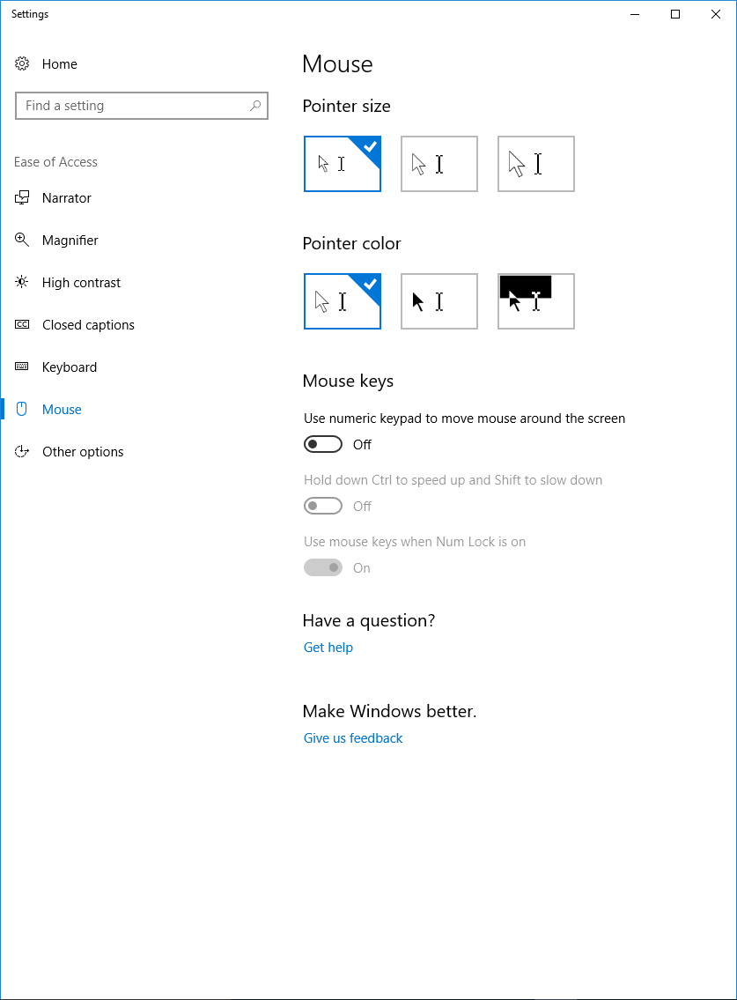 Settings
Home
Find a setting
Ease of Access
Narrator
Magnifier
High contrast
Closed captions
Keyboard
Mouse
Other options
Mouse
Pointer size
Pointer color
Mouse keys
Use numeric keypad to move mouse around the screen
Off
Hold down Ctrl to speed up and Shift to slow down
Off
Use mouse keys when Num Lock is on
On
Have a question?
Get help
Make Windows better.
Give us feedback